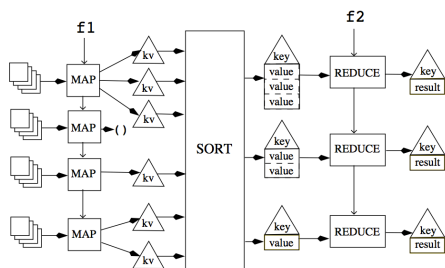 f1
f2
kv
key
MAP
kv
value
REDUCE
key
value
result
value
kv
MAP
()
SORT
key
MAP
kv
value
REDUCE
key
value
result
kv
key
MAP
value
REDUCE
key
result
kv